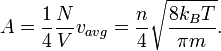 A = \frac{1}{4} \frac{N}{V} v_{avg} = \frac{n}{4} \sqrt{\frac{8 k_B T}{\pi m}}.